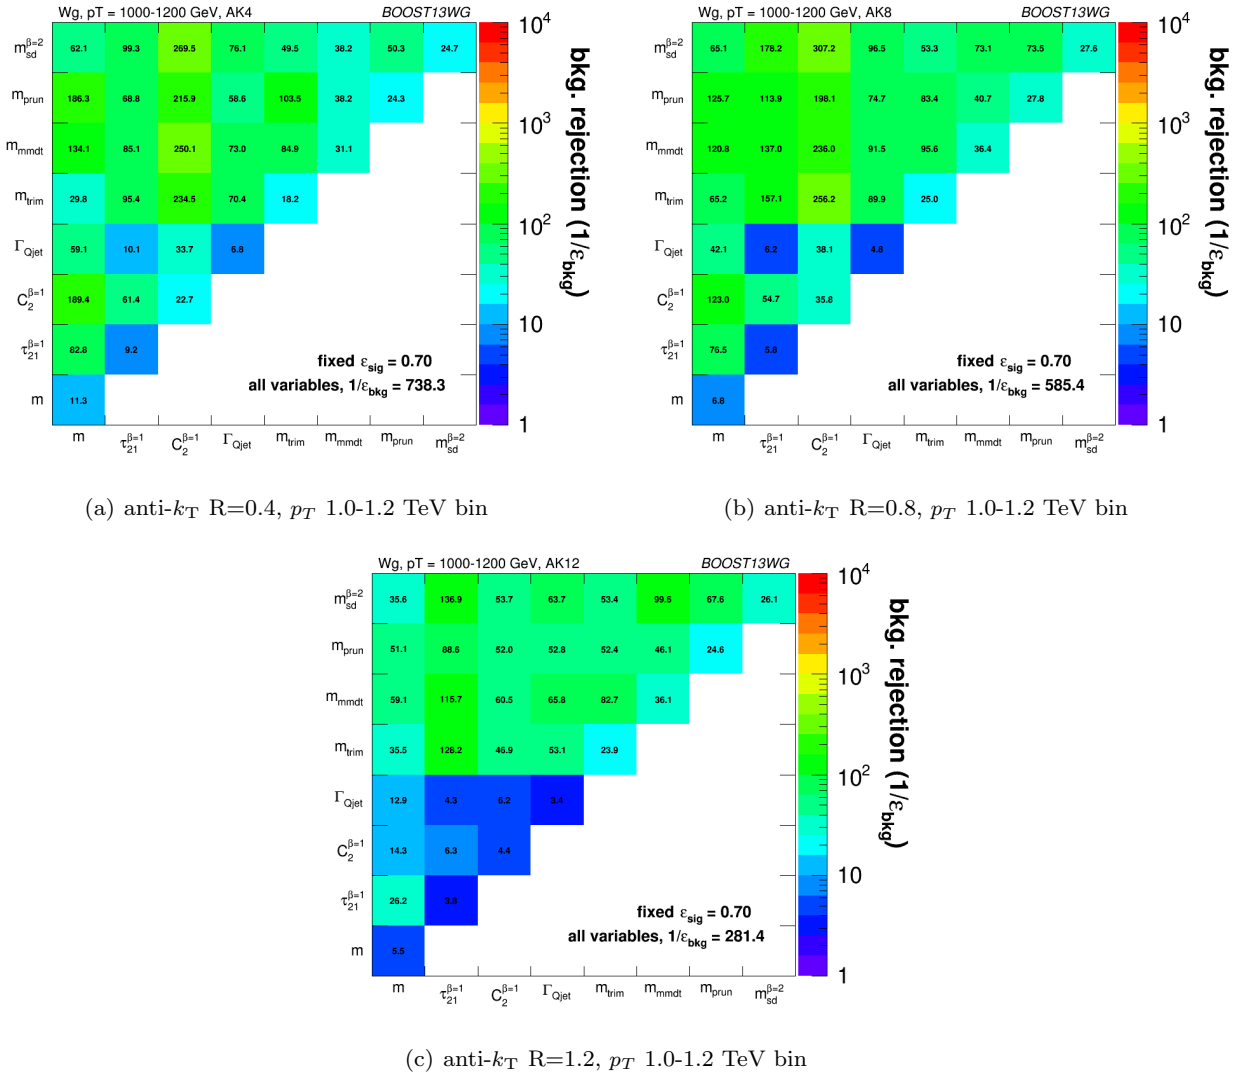 Wg, pT = 1000-1200 GeV, AK4 BOOST13WG
m_sd^β=2 62.1 99.3 269.5 76.1 49.5 38.2 50.3 24.7
m_prun 186.3 68.8 215.9 58.6 103.5 38.2 24.3
m_mmdt 134.1 85.1 250.1 73.0 84.9 31.1
m_trim 29.8 95.4 234.5 70.4 18.2
Γ_Qjet 59.1 10.1 33.7 6.8
C_2^β=1 189.4 61.4 22.7
τ_21^β=1 82.8 9.2
m 11.3
fixed ε_sig = 0.70
all variables, 1/ε_bkg = 738.3
m τ_21^β=1 C_2^β=1 Γ_Qjet m_trim m_mmdt m_prun m_sd^β=2
10^4
10^3
10^2
10
1
bkg. rejection (1/ε_bkg)
(a) anti-k_T R=0.4, p_T 1.0-1.2 TeV bin
Wg, pT = 1000-1200 GeV, AK8 BOOST13WG
m_sd^β=2 65.1 178.2 307.2 96.5 53.3 73.1 73.5 27.6
m_prun 125.7 113.9 198.1 74.7 83.4 40.7 27.8
m_mmdt 120.8 137.0 236.0 91.5 95.6 36.4
m_trim 65.2 157.1 256.2 89.9 25.0
Γ_Qjet 42.1 6.2 38.1 4.8
C_2^β=1 123.0 54.7 35.8
τ_21^β=1 76.5 5.8
m 6.8
fixed ε_sig = 0.70
all variables, 1/ε_bkg = 585.4
m τ_21^β=1 C_2^β=1 Γ_Qjet m_trim m_mmdt m_prun m_sd^β=2
10^4
10^3
10^2
10
1
bkg. rejection (1/ε_bkg)
(b) anti-k_T R=0.8, p_T 1.0-1.2 TeV bin
Wg, pT = 1000-1200 GeV, AK12 BOOST13WG
m_sd^β=2 35.6 136.9 53.7 63.7 53.4 99.6 67.6 26.1
m_prun 51.1 88.6 52.0 52.8 52.4 46.1 24.6
m_mmdt 59.1 115.7 60.5 65.8 82.7 36.1
m_trim 35.5 128.2 46.9 53.1 23.9
Γ_Qjet 12.9 4.3 6.2 3.4
C_2^β=1 14.3 6.3 4.4
τ_21^β=1 26.2 3.8
m 5.5
fixed ε_sig = 0.70
all variables, 1/ε_bkg = 281.4
m τ_21^β=1 C_2^β=1 Γ_Qjet m_trim m_mmdt m_prun m_sd^β=2
10^4
10^3
10^2
10
1
bkg. rejection (1/ε_bkg)
(c) anti-k_T R=1.2, p_T 1.0-1.2 TeV bin